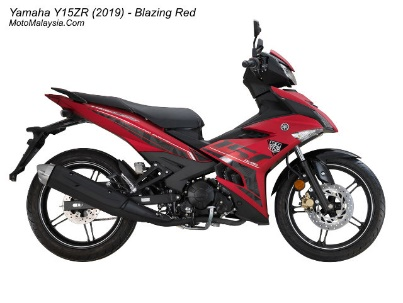 Yamaha Y15ZR (2019) - Blazing Red
MotoMalaysia.Com